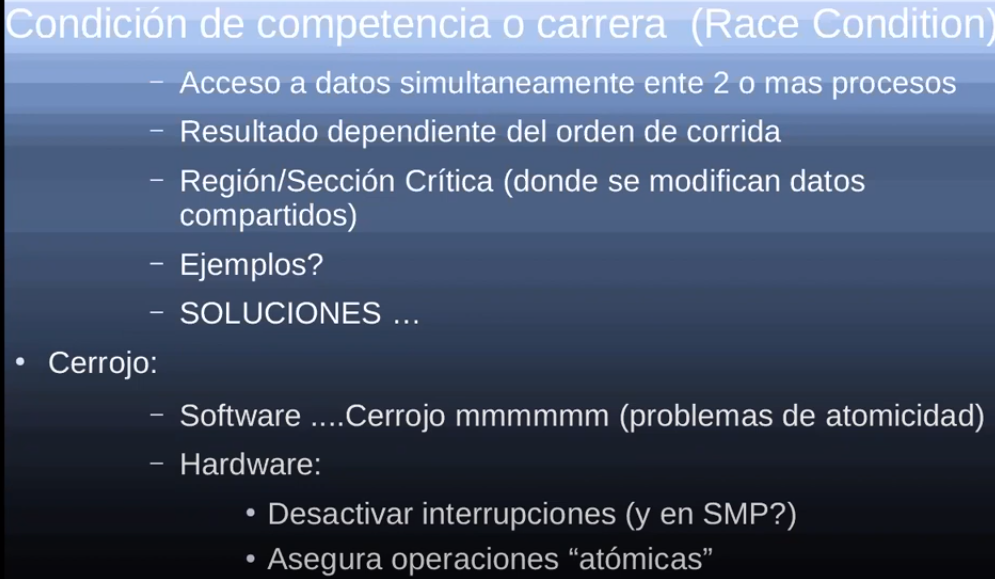 Condición de competencia o carrera (Race Condition)
– Acceso a datos simultaneamente ente 2 o mas procesos
– Resultado dependiente del orden de corrida
– Región/Sección Crítica (donde se modifican datos
compartidos)
– Ejemplos?
– SOLUCIONES ...
• Cerrojo:
– Software ....Cerrojo mmmmmm (problemas de atomicidad)
– Hardware:
• Desactivar interrupciones (y en SMP?)
• Asegura operaciones “atómicas”